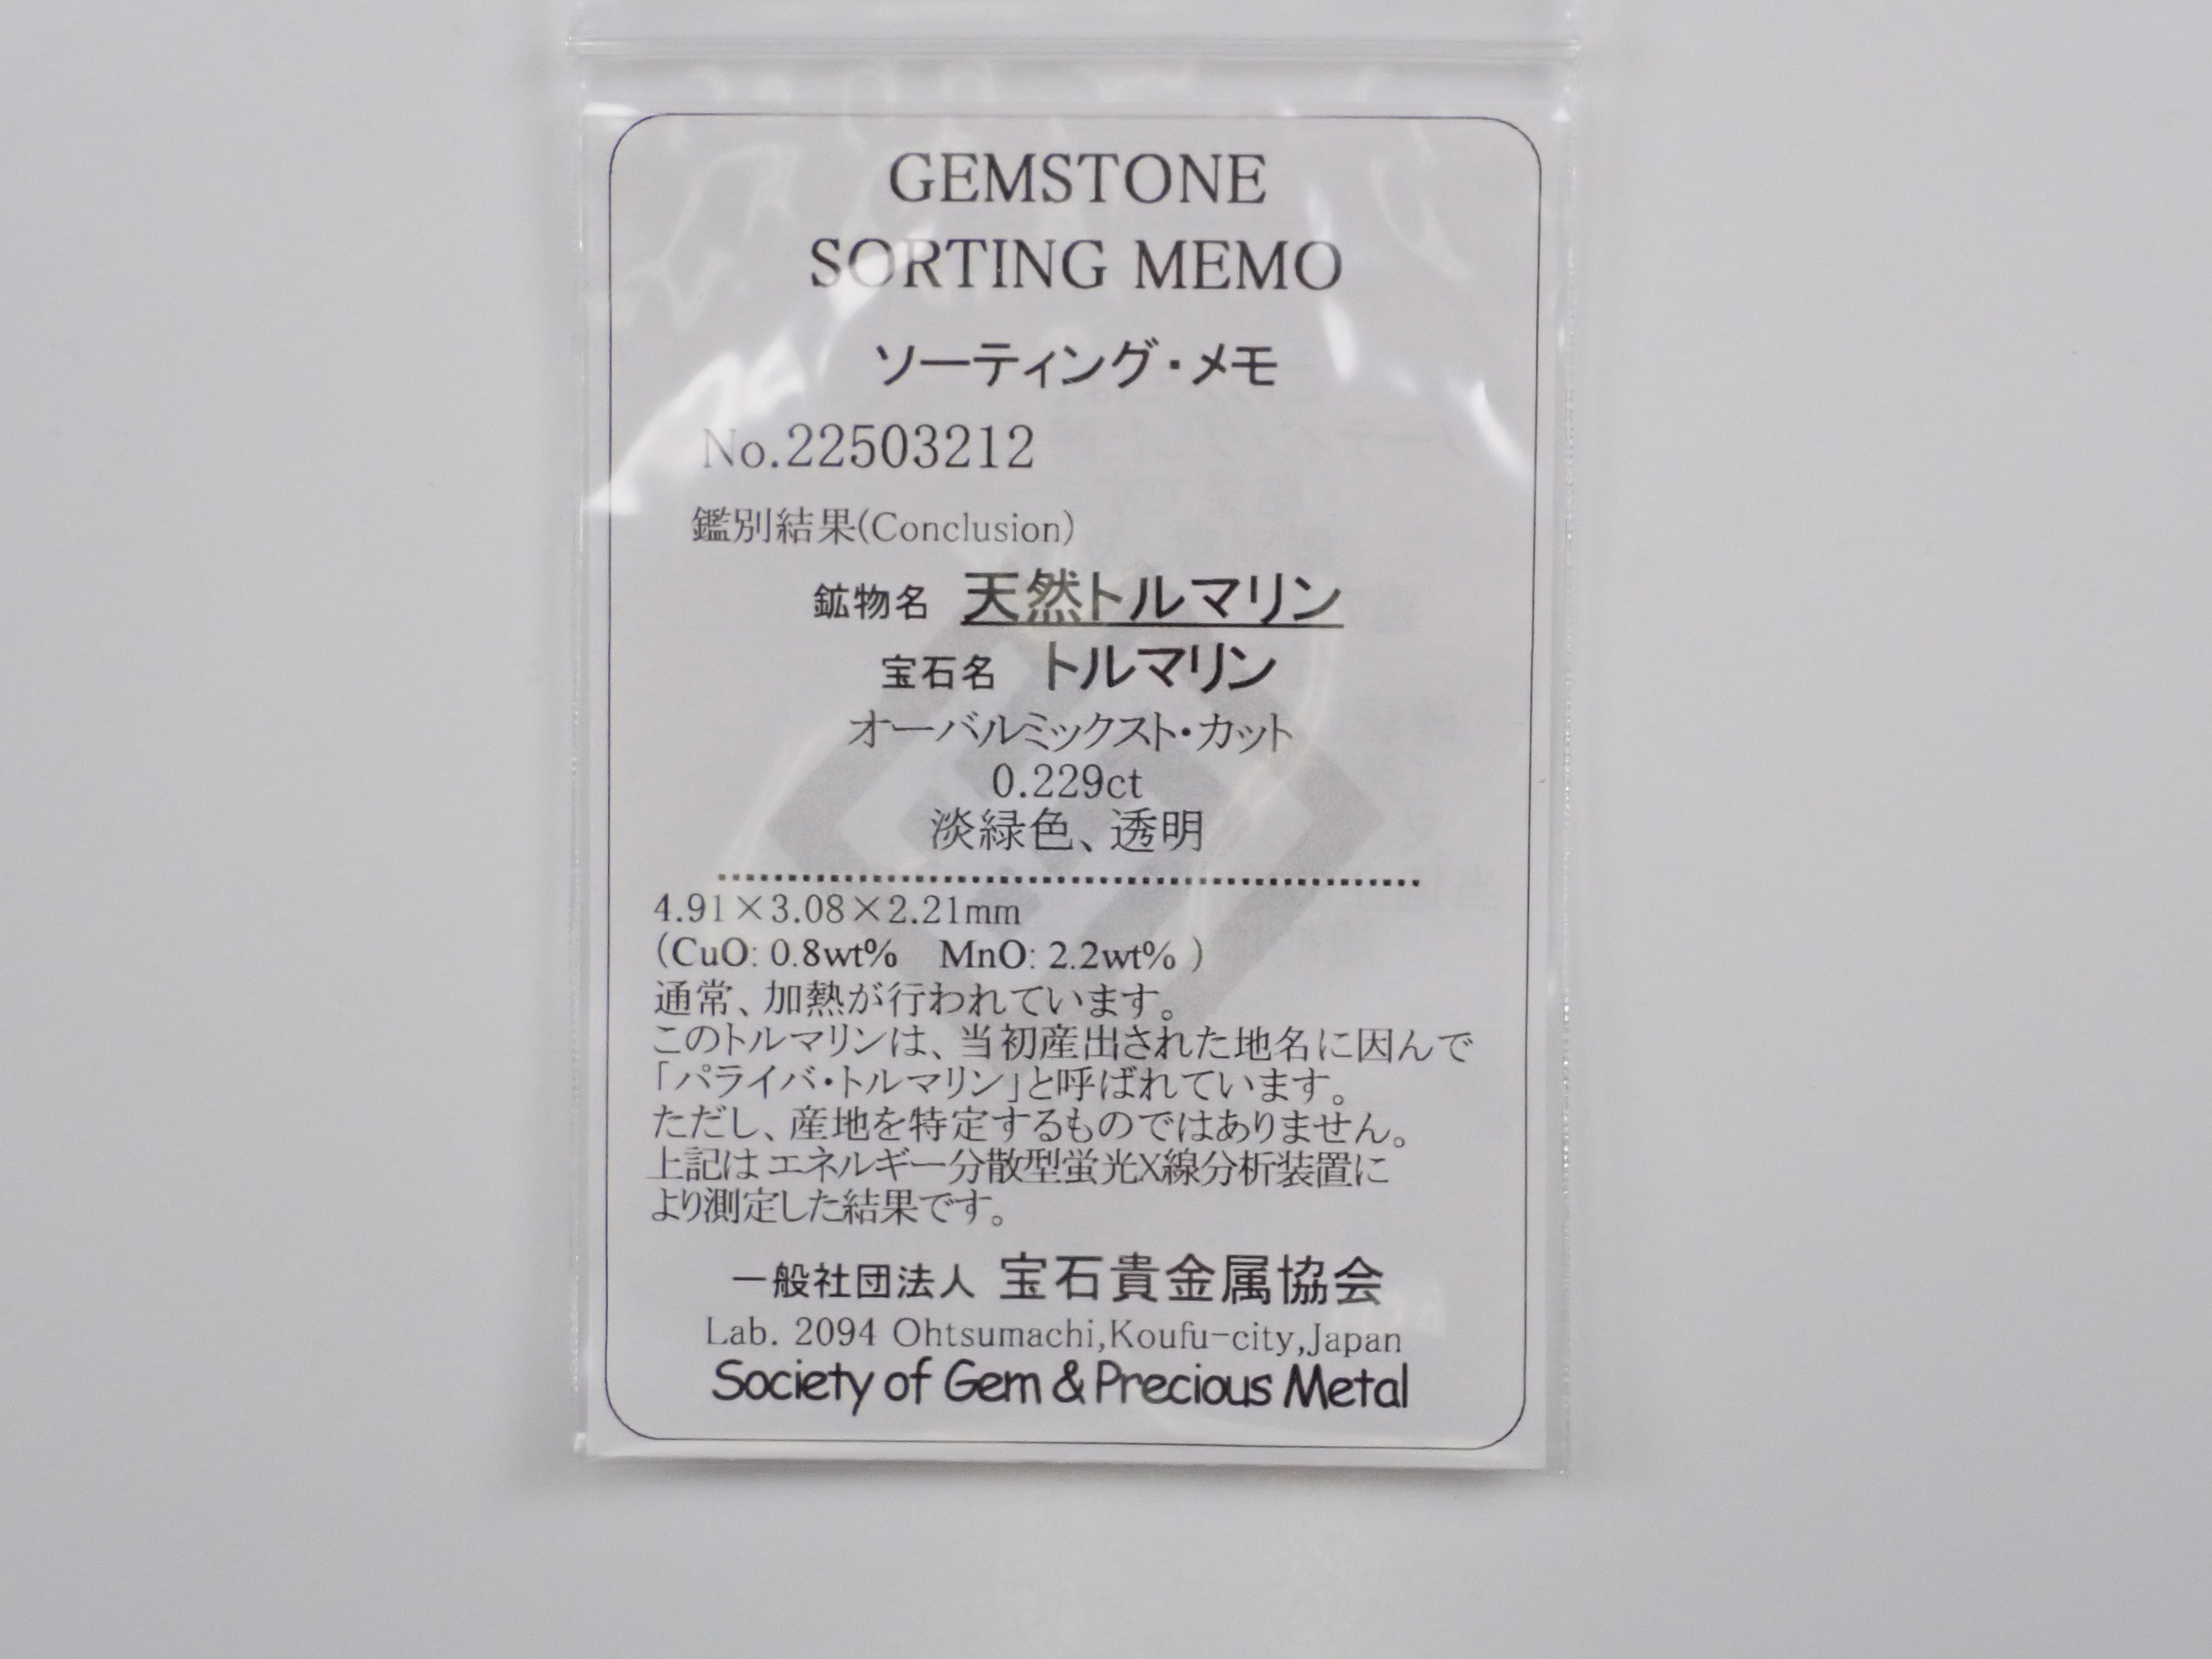 GEMSTONE
SORTING MEMO
ソーティング・メモ
No.22503212
鑑別結果(Conclusion)
鉱物名 天然トルマリン
宝石名 トルマリン
オーバルミックスト・カット
0.229ct
淡緑色、透明
4.91×3.08×2.21mm
(CuO: 0.8wt% MnO: 2.2wt% )
通常、加熱が行われています。
このトルマリンは、当初産出された地名に因んで
「パライバ・トルマリン」と呼ばれています。
ただし、産地を特定するものではありません。
上記は エネルギー分散型蛍光X線分析装置に
より測定した結果です。
一般社団法人 宝石貴金属協会
Lab. 2094 Ohtsumachi,Koufu-city,Japan
Society of Gem & Precious Metal